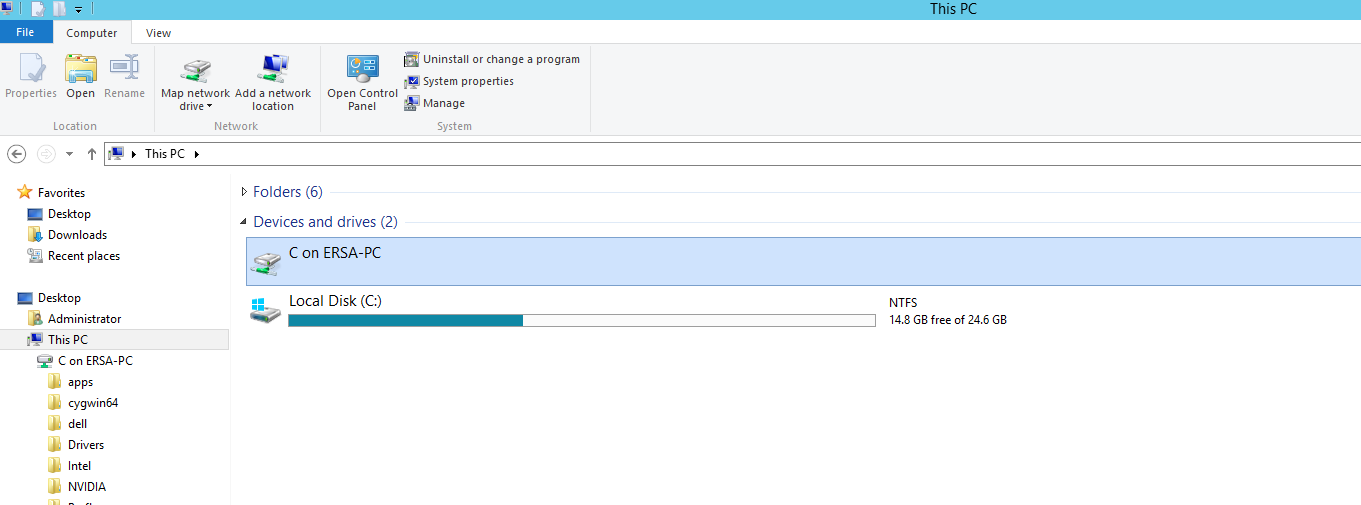 This PC
File Computer View
Properties Open Rename Map network drive Add a network location Open Control Panel Uninstall or change a program
System properties
Manage
Location Network System
This PC
Favorites
Desktop
Downloads
Recent places
Desktop
Administrator
This PC
C on ERSA-PC
apps
cygwin64
dell
Drivers
Intel
NVIDIA
Folders (6)
Devices and drives (2)
C on ERSA-PC
Local Disk (C:)
NTFS
14.8 GB free of 24.6 GB